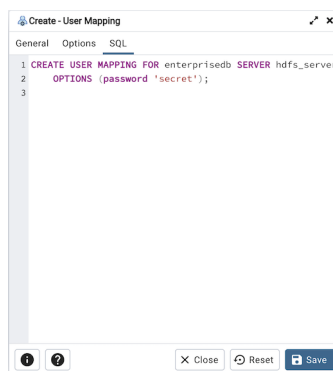 Create - User Mapping
General Options SQL
1 CREATE USER MAPPING FOR enterprisedb SERVER hdfs_server
2 OPTIONS (password 'secret');
3
Close Reset Save